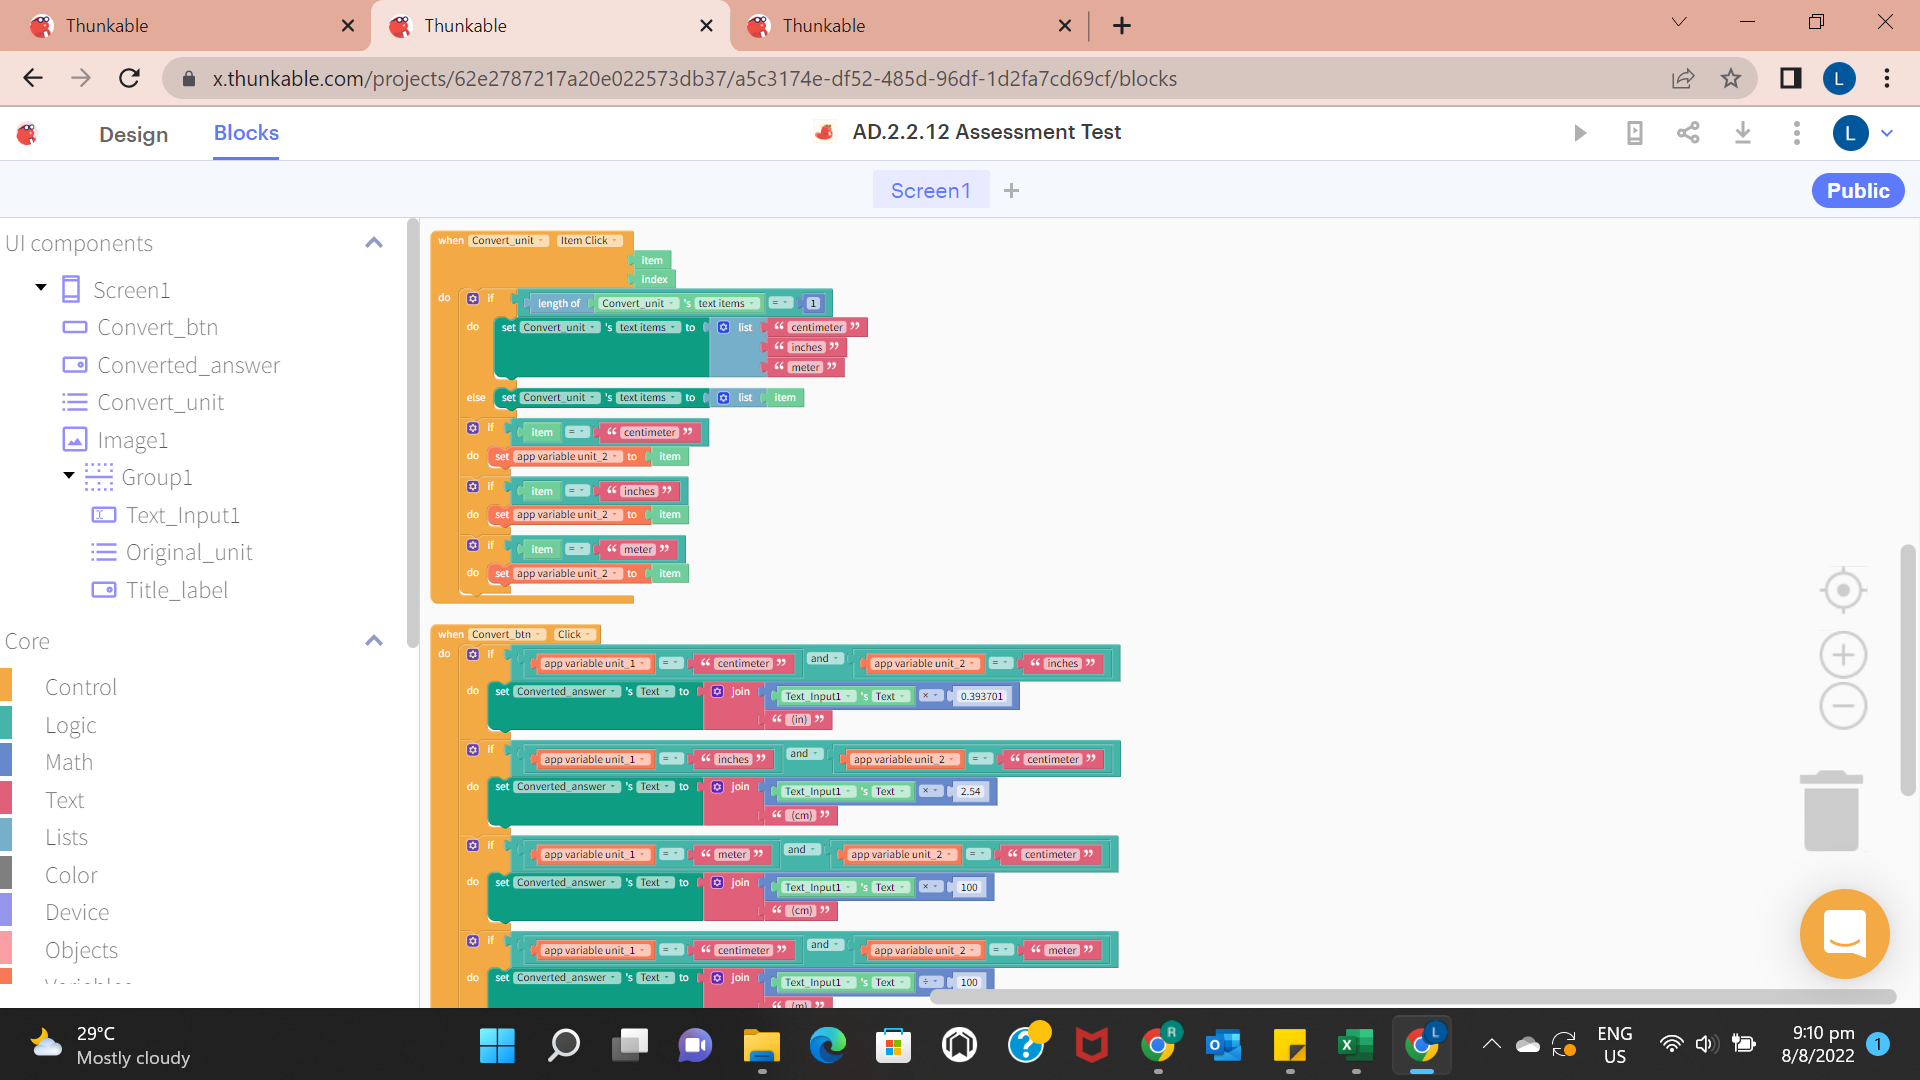 Thunkable
Thunkable
Thunkable
x.thunkable.com/projects/62e2787217a20e022573db37/a5c3174e-df52-485d-96df-1d2fa7cd69cf/blocks
L
Design
Blocks
AD.2.2.12 Assessment Test
L
Screen1
Public
UI components
Screen1
Convert_btn
Converted_answer
Convert_unit
Image1
Group1
Text_Input1
Original_unit
Title_label
Core
Control
Logic
Math
Text
Lists
Color
Device
Objects
Variables
when Convert_unit Item Click
item
index
do if length of Convert_unit 's text items = 1
do set Convert_unit 's text items to list “ centimeter ”
“ inches ”
“ meter ”
else set Convert_unit 's text items to list item
if item = “ centimeter ”
do set app variable unit_2 to item
if item = “ inches ”
do set app variable unit_2 to item
if item = “ meter ”
do set app variable unit_2 to item
when Convert_btn Click
do if app variable unit_1 = “ centimeter ” and app variable unit_2 = “ inches ”
do set Converted_answer 's Text to join Text_Input1 's Text × 0.393701
“ (in) ”
if app variable unit_1 = “ inches ” and app variable unit_2 = “ centimeter ”
do set Converted_answer 's Text to join Text_Input1 's Text × 2.54
“ (cm) ”
if app variable unit_1 = “ meter ” and app variable unit_2 = “ centimeter ”
do set Converted_answer 's Text to join Text_Input1 's Text × 100
“ (cm) ”
if app variable unit_1 = “ centimeter ” and app variable unit_2 = “ meter ”
do set Converted_answer 's Text to join Text_Input1 's Text ÷ 100
“ (m) ”
29°C
Mostly cloudy
R
L
ENG
US
9:10 pm
8/8/2022
1